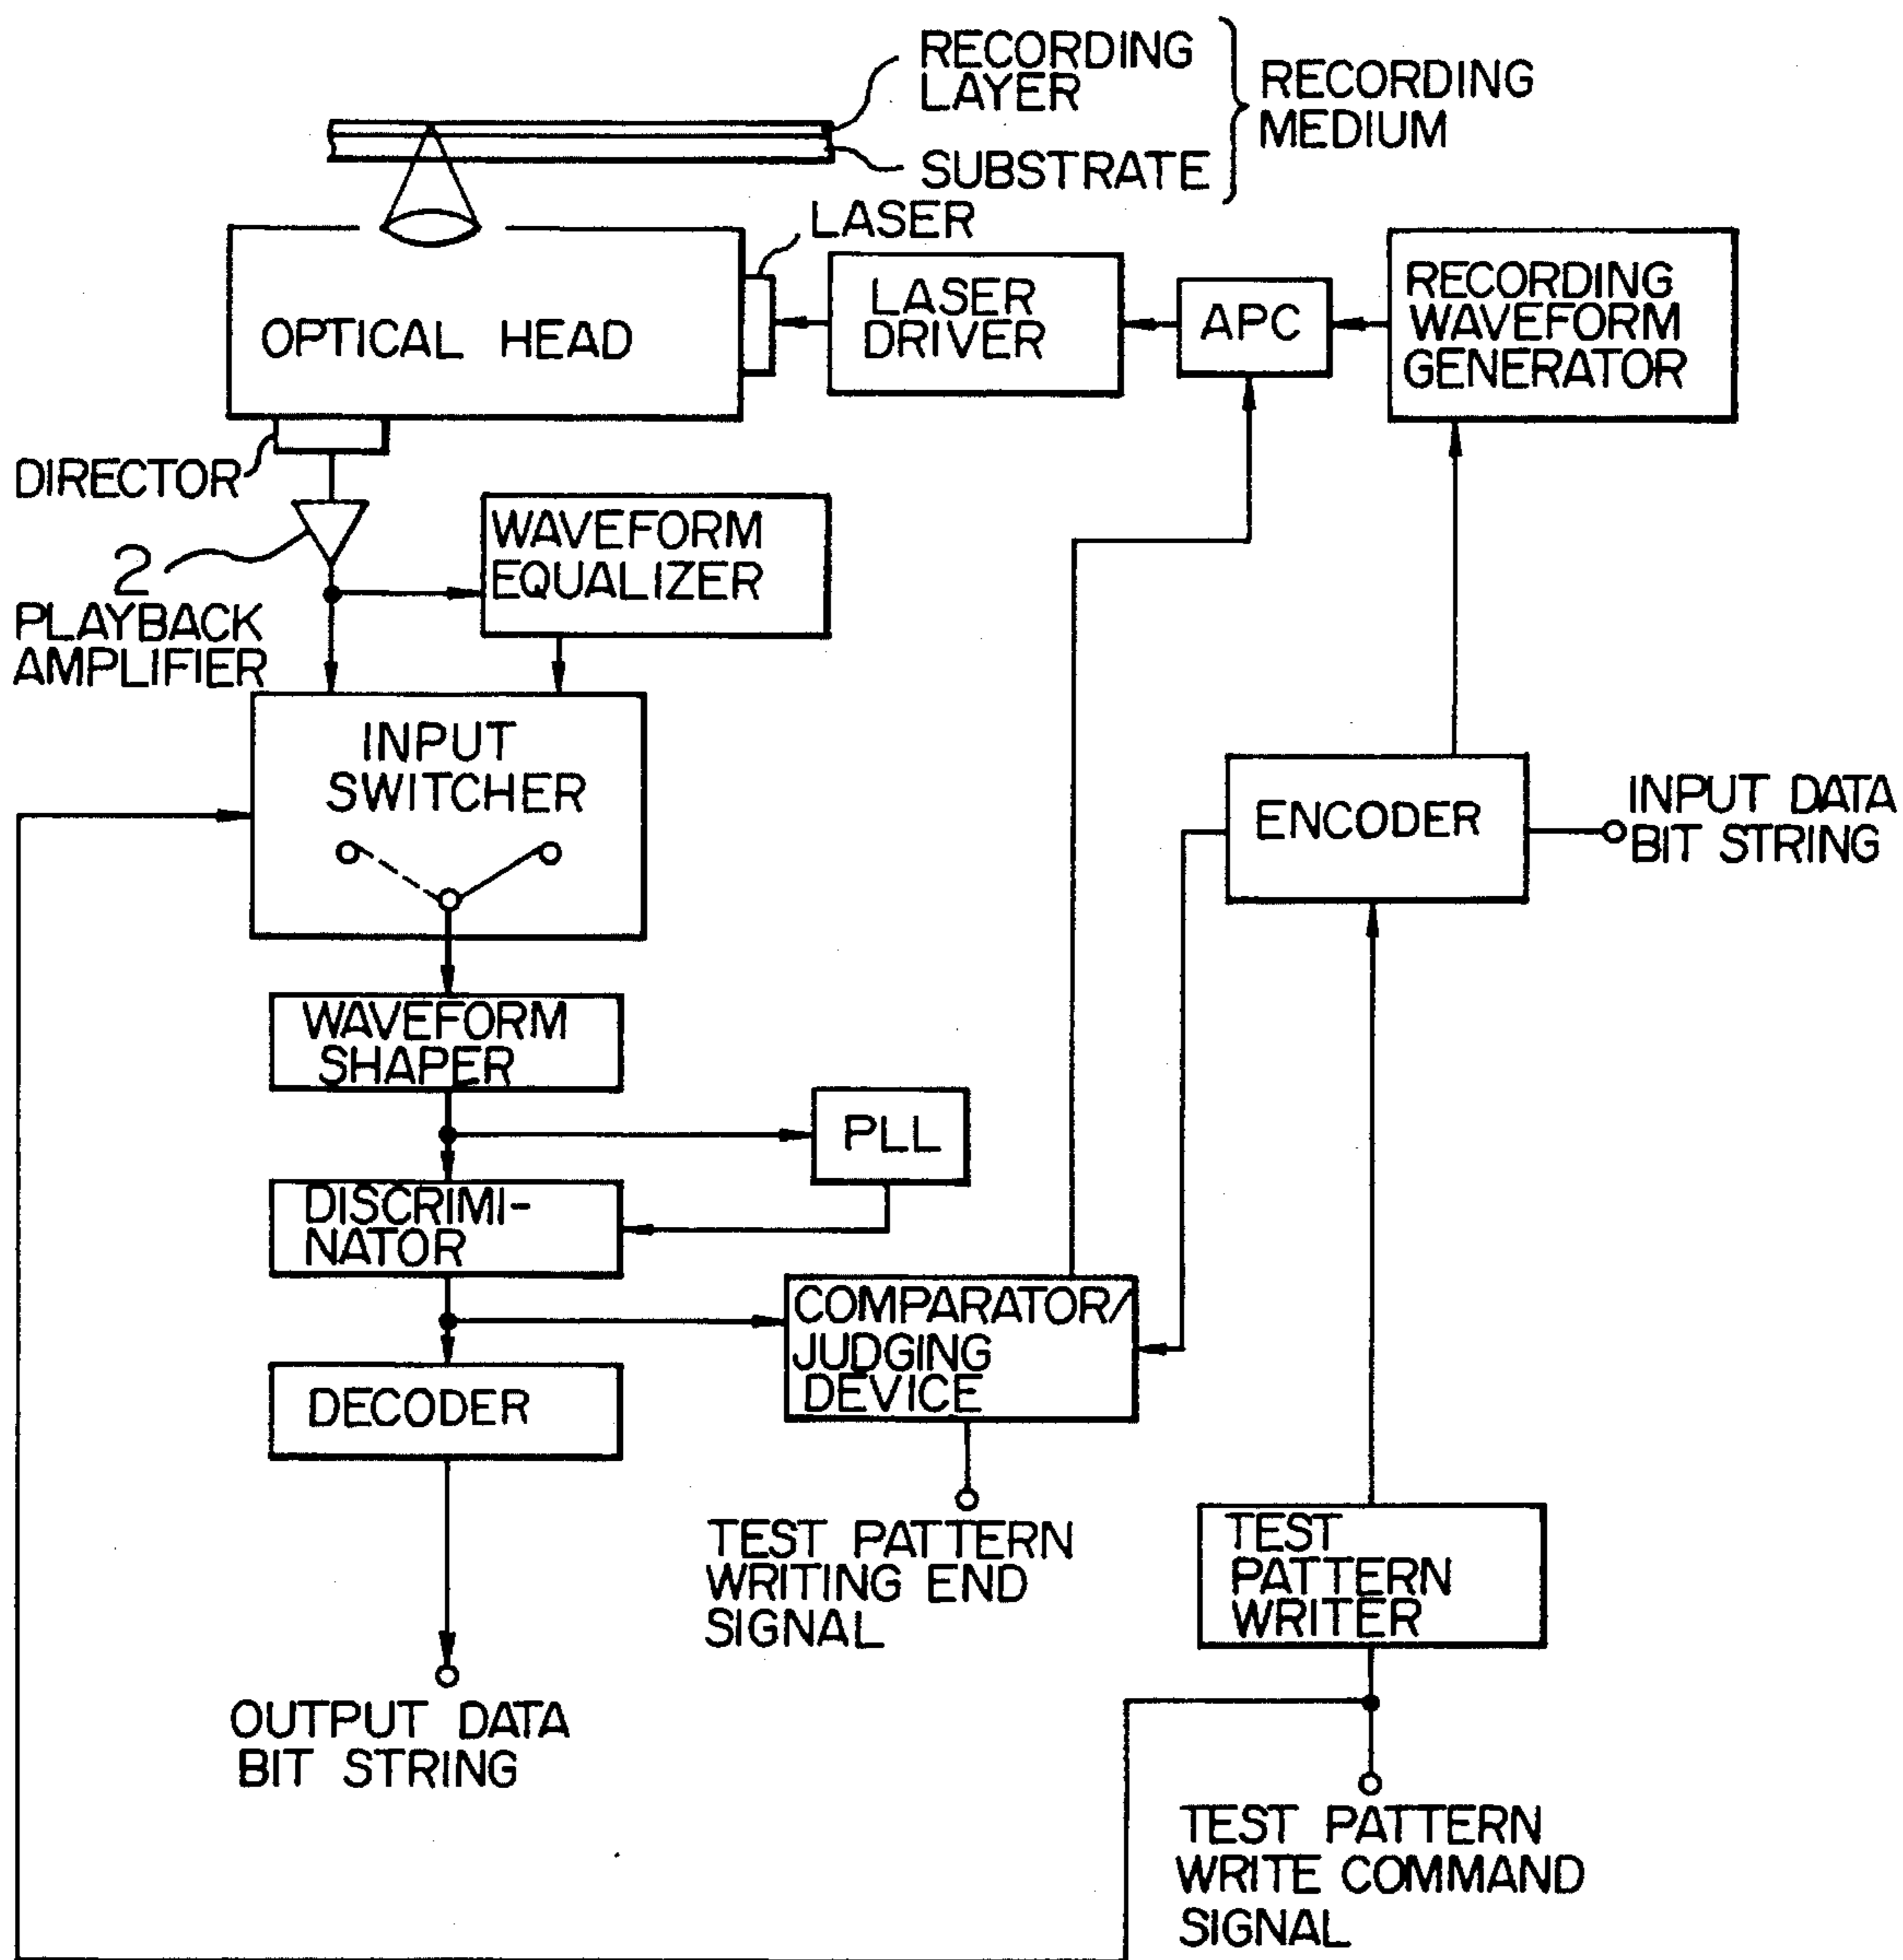 RECORDING
LAYER
SUBSTRATE
RECORDING
MEDIUM
LASER
OPTICAL HEAD
LASER
DRIVER
APC
RECORDING
WAVEFORM
GENERATOR
DIRECTOR
2
PLAYBACK
AMPLIFIER
WAVEFORM
EQUALIZER
INPUT
SWITCHER
ENCODER
INPUT DATA
BIT STRING
WAVEFORM
SHAPER
PLL
DISCRIMI-
NATOR
COMPARATOR/
JUDGING
DEVICE
DECODER
TEST PATTERN
WRITING END
SIGNAL
TEST
PATTERN
WRITER
OUTPUT DATA
BIT STRING
TEST PATTERN
WRITE COMMAND
SIGNAL